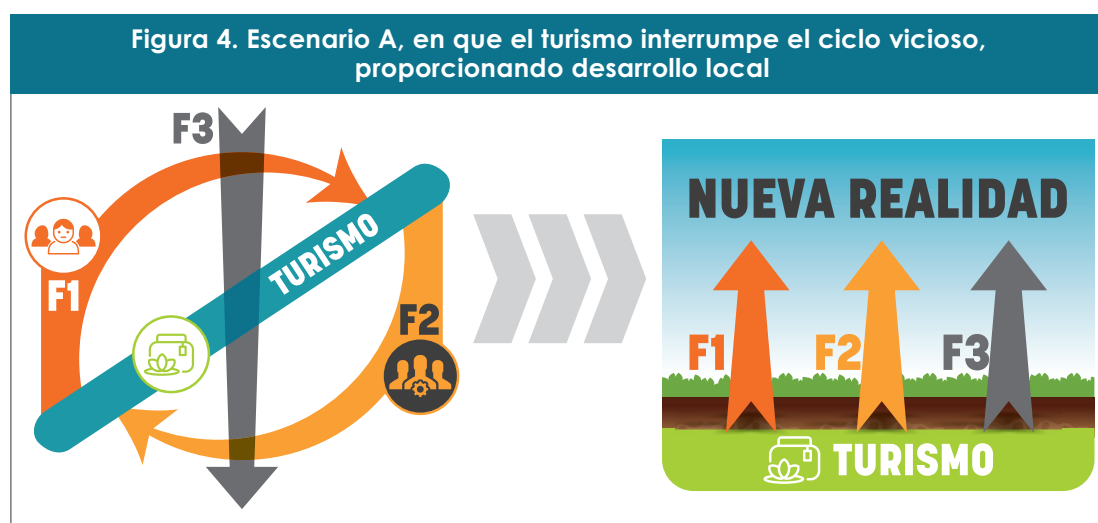 Figura 4. Escenario A, en que el turismo interrumpe el ciclo vicioso,
proporcionando desarrollo local
F3
F1
TURISMO
F2
NUEVA REALIDAD
F1
F2
F3
TURISMO